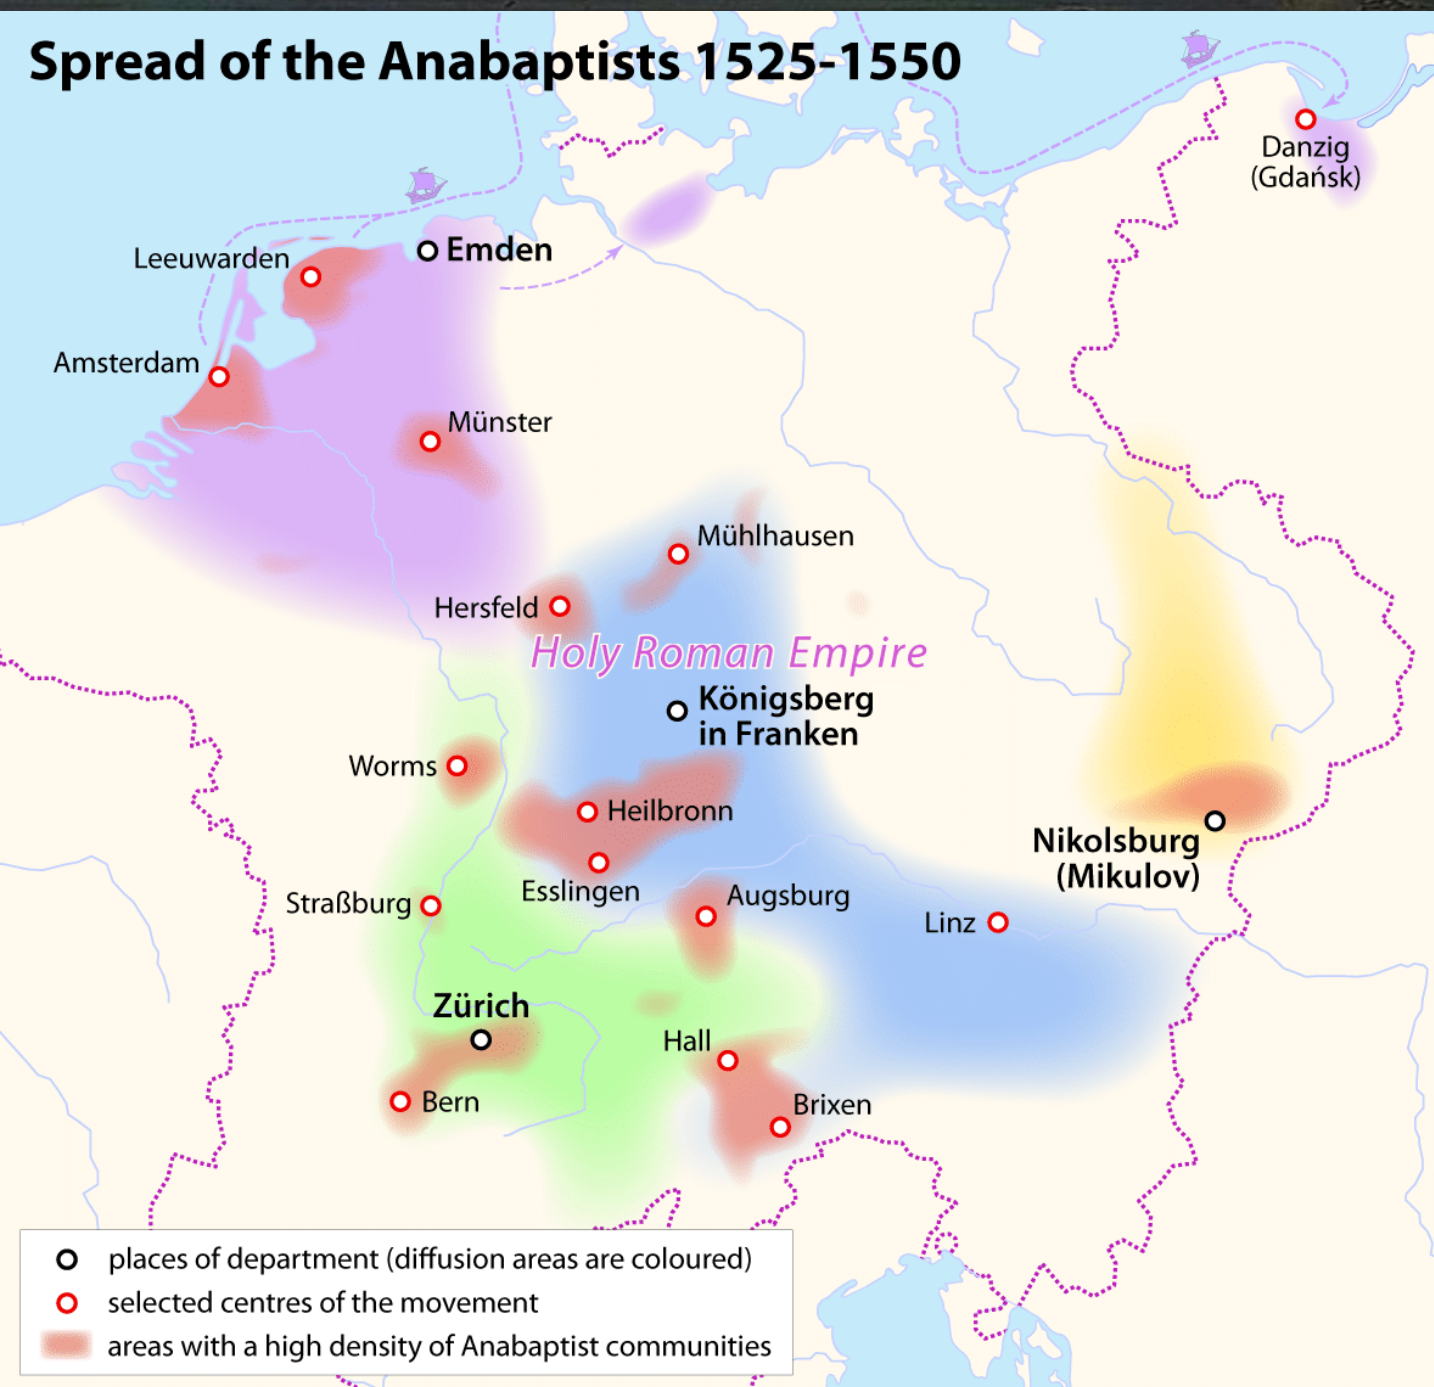 Spread of the Anabaptists 1525-1550
Danzig
(Gdańsk)
Emden
Leeuwarden
Amsterdam
Münster
Mühlhausen
Hersfeld
Holy Roman Empire
Königsberg
in Franken
Worms
Heilbronn
Nikolsburg
(Mikulov)
Esslingen
Straßburg
Augsburg
Linz
Zürich
Hall
Bern
Brixen
places of department (diffusion areas are coloured)
selected centres of the movement
areas with a high density of Anabaptist communities